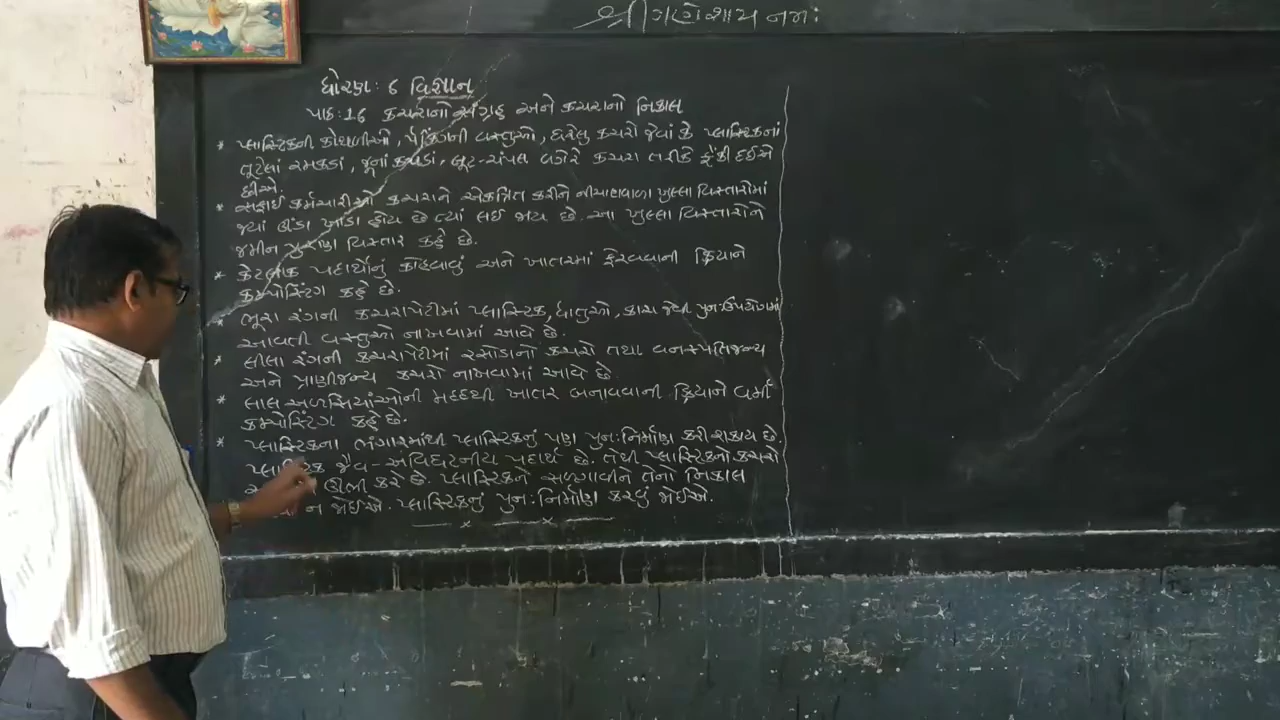 શ્રી ગણેશાય નમઃ
ધોરણ : ૬ વિજ્ઞાન
પાઠ : 16 કચરાનો સંગ્રહ અને કચરાનો નિકાલ
* પ્લાસ્ટિકની કોથળીઓ, પેકિંગની વસ્તુઓ, ઘરેલુ કચરો જેવાં કે પ્લાસ્ટિકનાં
તૂટેલાં રમકડાં, જૂનાં કપડાં, બૂટ-ચંપલ વગેરે કચરા તરીકે ફેંકી દઈએ
છીએ.
* સફાઈ કર્મચારીઓ કચરાને એકત્રિત કરીને નીચાણવાળા ખુલ્લા વિસ્તારોમાં
જ્યાં ઊંડા ખાડા હોય છે ત્યાં લઈ જાય છે. આ ખુલ્લા વિસ્તારોને
જમીન પુરાણ વિસ્તાર કહે છે.
* કેટલાક પદાર્થોનું કોહવાવું અને ખાતરમાં ફેરવવાની ક્રિયાને
કમ્પોસ્ટિંગ કહે છે.
* ભૂરા રંગની કચરાપેટીમાં પ્લાસ્ટિક, ધાતુઓ, કાચ જેવી પુનઃઉપયોગમાં
આવતી વસ્તુઓ નાખવામાં આવે છે.
* લીલા રંગની કચરાપેટીમાં રસોડાનો કચરો તથા વનસ્પતિજન્ય
અને પ્રાણીજન્ય કચરો નાખવામાં આવે છે.
* લાલ અળસિયાંઓની મદદથી ખાતર બનાવવાની ક્રિયાને વર્મી
કમ્પોસ્ટિંગ કહે છે.
* પ્લાસ્ટિકના ભંગારમાંથી પ્લાસ્ટિકનું પણ પુનઃનિર્માણ કરી શકાય છે
પ્લાસ્ટિક જૈવ-અવિઘટનીય પદાર્થ છે. તેથી પ્લાસ્ટિકનો કચરો
ઊભી કરે છે. પ્લાસ્ટિકને સળગાવીને તેનો નિકાલ
ન જોઈએ. પ્લાસ્ટિકનું પુનઃનિર્માણ કરવું જોઈએ.